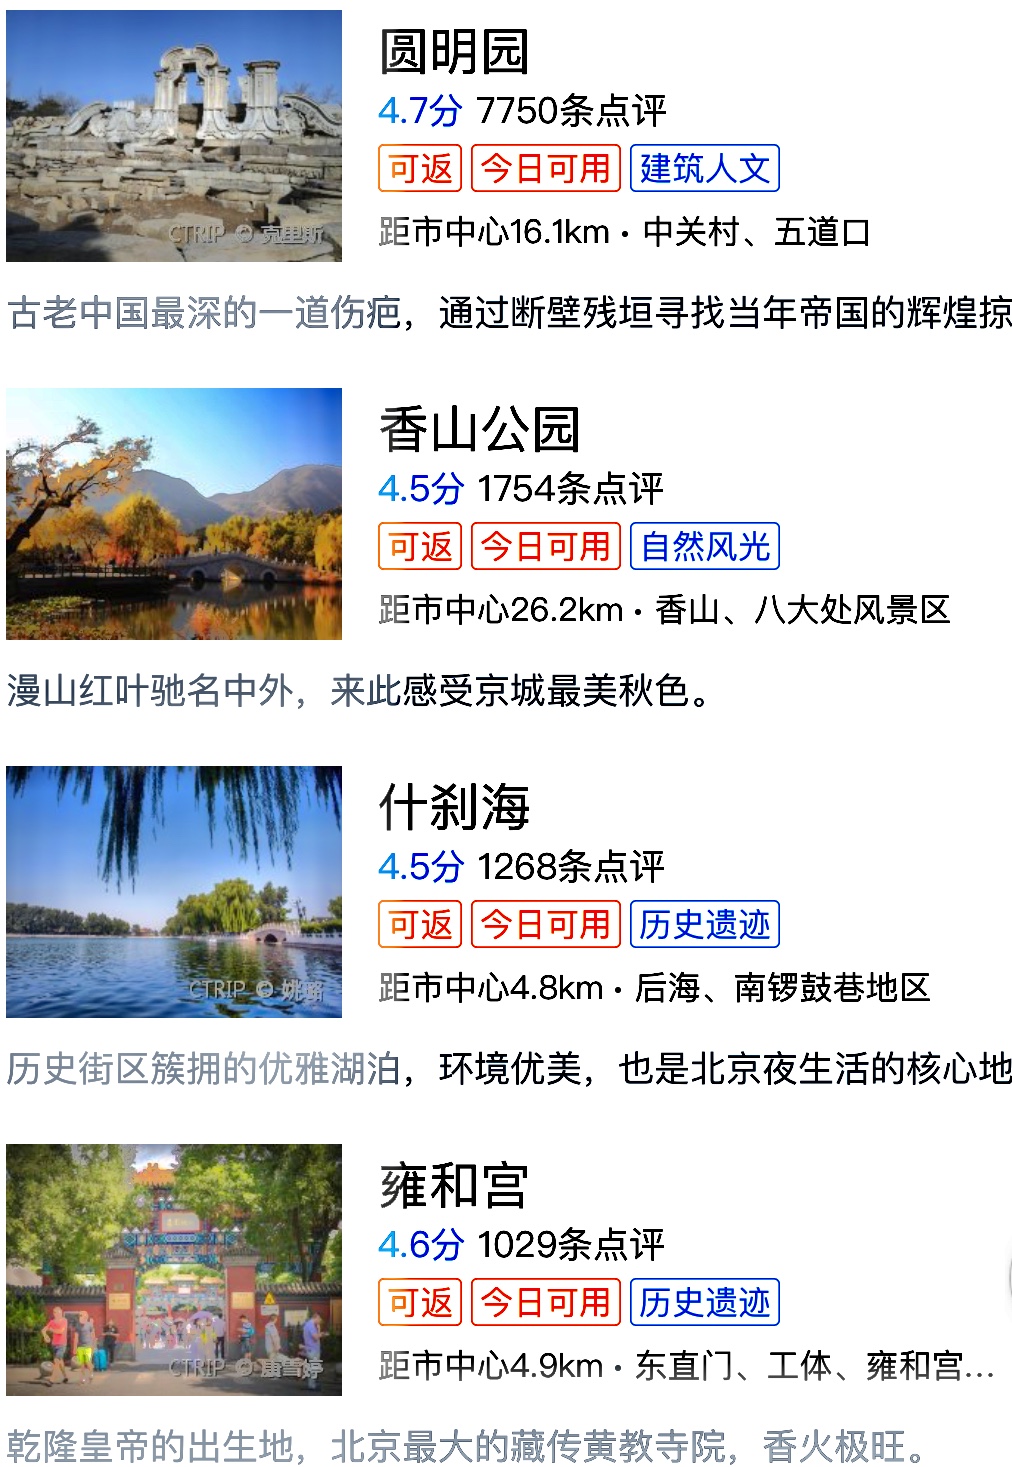 圆明园
4.7分 7750条点评
可返 今日可用 建筑人文
距市中心16.1km · 中关村、五道口
CTRIP © 克里斯
古老中国最深的一道伤疤，通过断壁残垣寻找当年帝国的辉煌掠
香山公园
4.5分 1754条点评
可返 今日可用 自然风光
距市中心26.2km · 香山、八大处风景区
漫山红叶驰名中外，来此感受京城最美秋色。
什刹海
4.5分 1268条点评
可返 今日可用 历史遗迹
距市中心4.8km · 后海、南锣鼓巷地区
CTRIP © 姚璐
历史街区簇拥的优雅湖泊，环境优美，也是北京夜生活的核心地
雍和宫
4.6分 1029条点评
可返 今日可用 历史遗迹
距市中心4.9km · 东直门、工体、雍和宫...
CTRIP © 康雪婷
乾隆皇帝的出生地，北京最大的藏传黄教寺院，香火极旺。